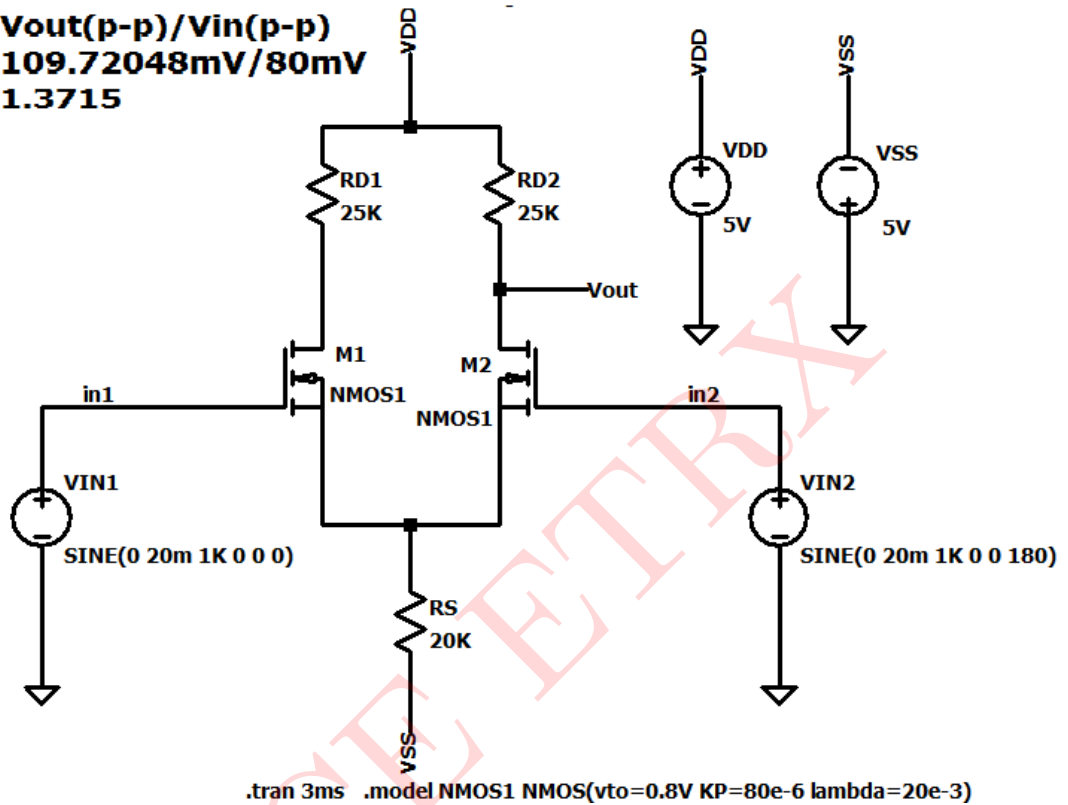 Vout(p-p)/Vin(p-p)
109.72048mV/80mV
1.3715
VDD
VDD
VSS
VDD
5V
VSS
5V
RD1
25K
RD2
25K
Vout
M1
NMOS1
M2
NMOS1
in1
in2
VIN1
SINE(0 20m 1K 0 0 0)
VIN2
SINE(0 20m 1K 0 0 180)
RS
20K
VSS
.tran 3ms .model NMOS1 NMOS(vto=0.8V KP=80e-6 lambda=20e-3)
CE ETRX